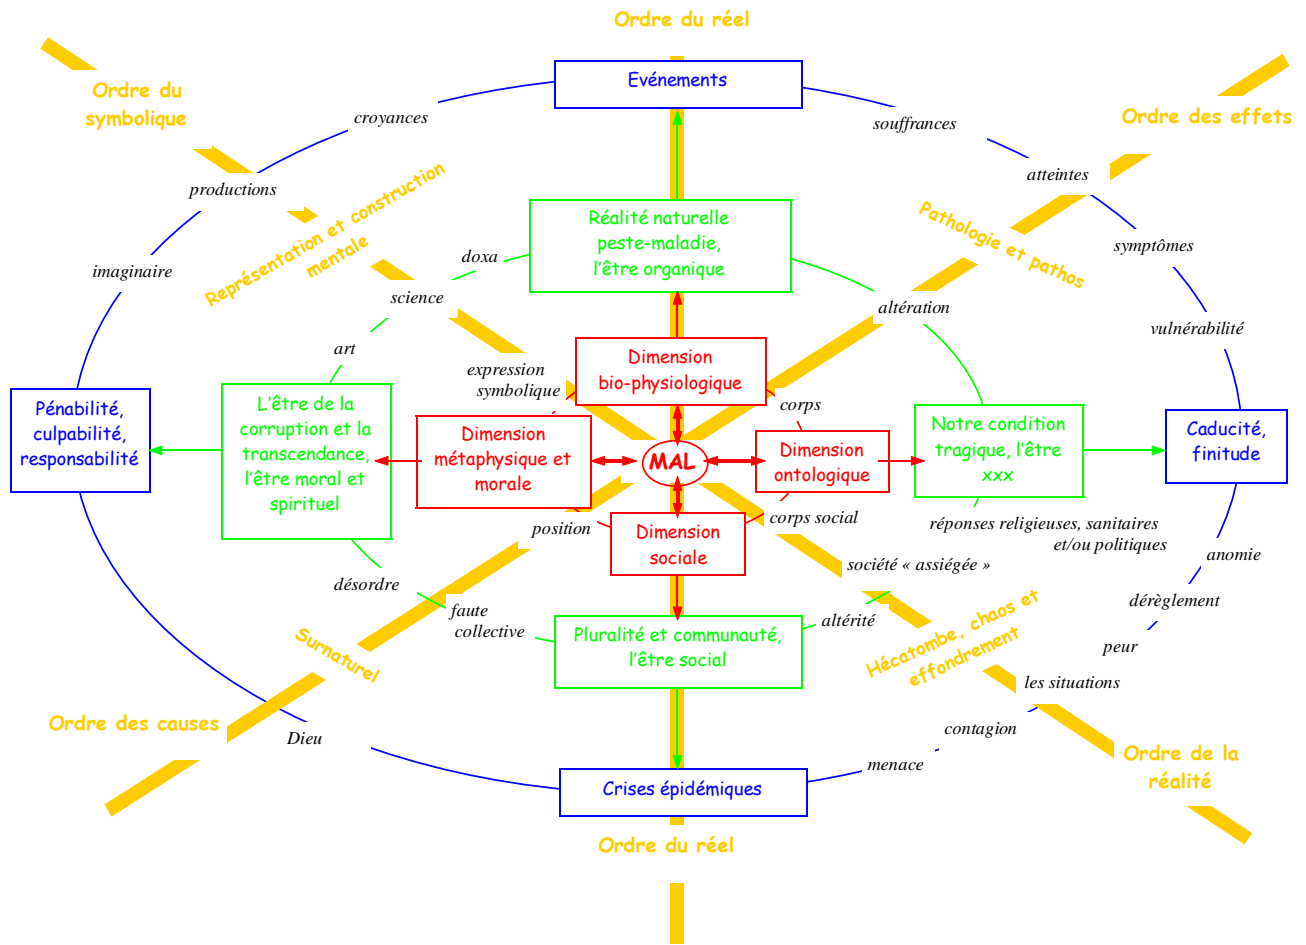 Ordre du réel
Evénements
Ordre du
symbolique
croyances
souffrances
Ordre des effets
productions
atteintes
Représentation et construction
mentale
Réalité naturelle
peste-maladie,
l'être organique
Pathologie et pathos
imaginaire
doxa
symptômes
science
altération
vulnérabilité
art
expression
symbolique
Dimension
bio-physiologique
corps
Pénabilité,
culpabilité,
responsabilité
L'être de la
corruption et la
transcendance,
l'être moral et
spirituel
Dimension
métaphysique et
morale
MAL
Dimension
ontologique
Notre condition
tragique, l'être
xxx
Caducité,
finitude
position
Dimension
sociale
corps social
réponses religieuses, sanitaires
et/ou politiques
anomie
société « assiégée »
désordre
faute
collective
altérité
dérèglement
Surnaturel
Pluralité et communauté,
l'être social
Hécatombe, chaos et
effondrement
peur
les situations
Ordre des causes
Dieu
contagion
menace
Ordre de la
réalité
Crises épidémiques
Ordre du réel